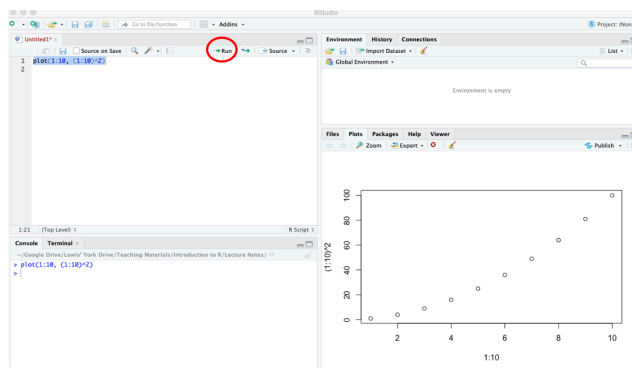 RStudio
Go to file/function
Addins
Project: (Non
Untitled1*
Source on Save
Run
Source
1 plot(1:10, (1:10)^2)
2
1:21 (Top Level)
R Script
Console Terminal
~/Google Drive/Lewis' York Drive/Teaching Materials/Introduction to R/Lecture Notes/
> plot(1:10, (1:10)^2)
>
Environment History Connections
Import Dataset
List
Global Environment
Environment is empty
Files Plots Packages Help Viewer
Zoom Export
Publish
100
80
60
40
20
0
(1:10)^2
2 4 6 8 10
1:10